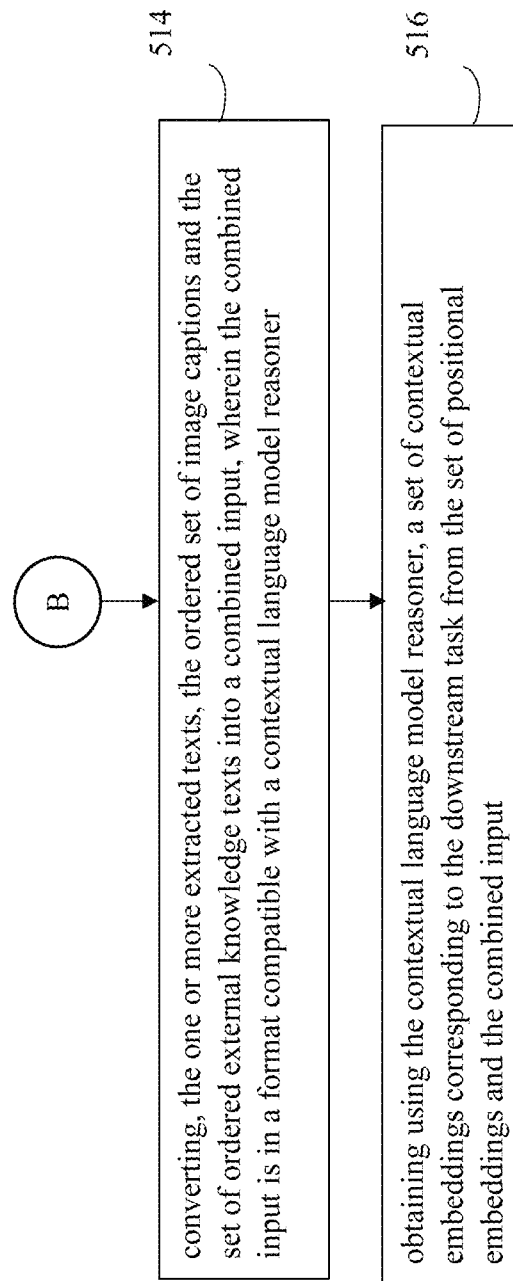 B
514
converting, the one or more extracted texts, the ordered set of image captions and the
set of ordered external knowledge texts into a combined input, wherein the combined
input is in a format compatible with a contextual language model reasoner
516
obtaining using the contextual language model reasoner, a set of contextual
embeddings corresponding to the downstream task from the set of positional
embeddings and the combined input